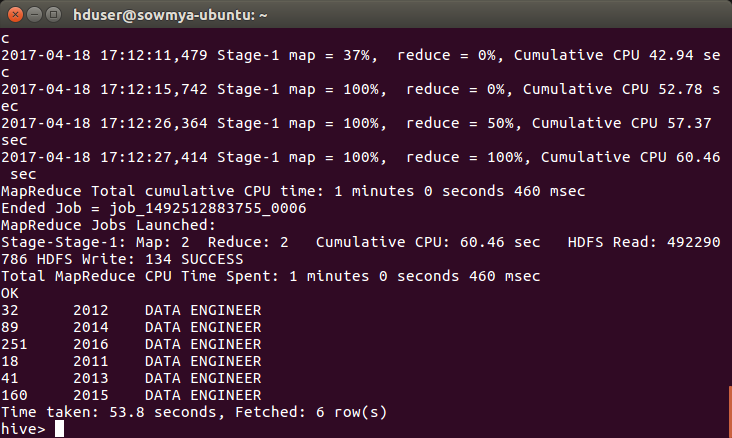 hduser@sowmya-ubuntu: ~
c
2017-04-18 17:12:11,479 Stage-1 map = 37%,  reduce = 0%, Cumulative CPU 42.94 se
c
2017-04-18 17:12:15,742 Stage-1 map = 100%,  reduce = 0%, Cumulative CPU 52.78 s
ec
2017-04-18 17:12:26,364 Stage-1 map = 100%,  reduce = 50%, Cumulative CPU 57.37
sec
2017-04-18 17:12:27,414 Stage-1 map = 100%,  reduce = 100%, Cumulative CPU 60.46
 sec
MapReduce Total cumulative CPU time: 1 minutes 0 seconds 460 msec
Ended Job = job_1492512883755_0006
MapReduce Jobs Launched:
Stage-Stage-1: Map: 2  Reduce: 2   Cumulative CPU: 60.46 sec   HDFS Read: 492290
786 HDFS Write: 134 SUCCESS
Total MapReduce CPU Time Spent: 1 minutes 0 seconds 460 msec
OK
32      2012    DATA ENGINEER
89      2014    DATA ENGINEER
251     2016    DATA ENGINEER
18      2011    DATA ENGINEER
41      2013    DATA ENGINEER
160     2015    DATA ENGINEER
Time taken: 53.8 seconds, Fetched: 6 row(s)
hive>